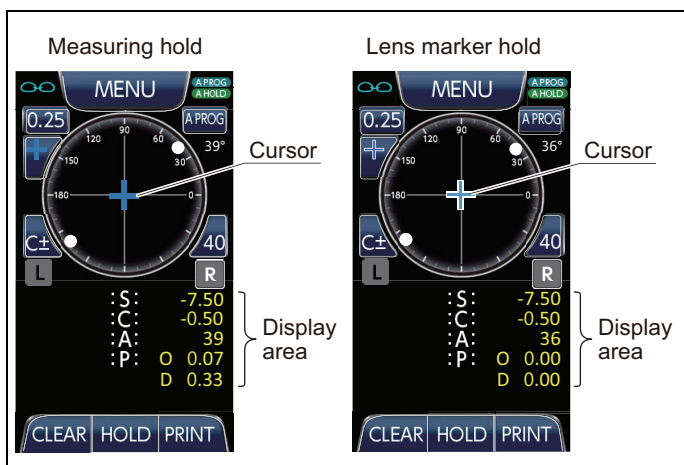 Measuring hold
MENU
A PROG
A HOLD
0.25
A PROG
120
90
60
39°
150
30
Cursor
180
0
C±
40
L
R
:S: -7.50
:C: -0.50
:A: 39
:P: O 0.07
D 0.33
Display
area
CLEAR HOLD PRINT
Lens marker hold
MENU
A PROG
A HOLD
0.25
A PROG
120
90
60
36°
150
30
Cursor
180
0
C±
40
L
R
:S: -7.50
:C: -0.50
:A: 36
:P: O 0.00
D 0.00
Display
area
CLEAR HOLD PRINT